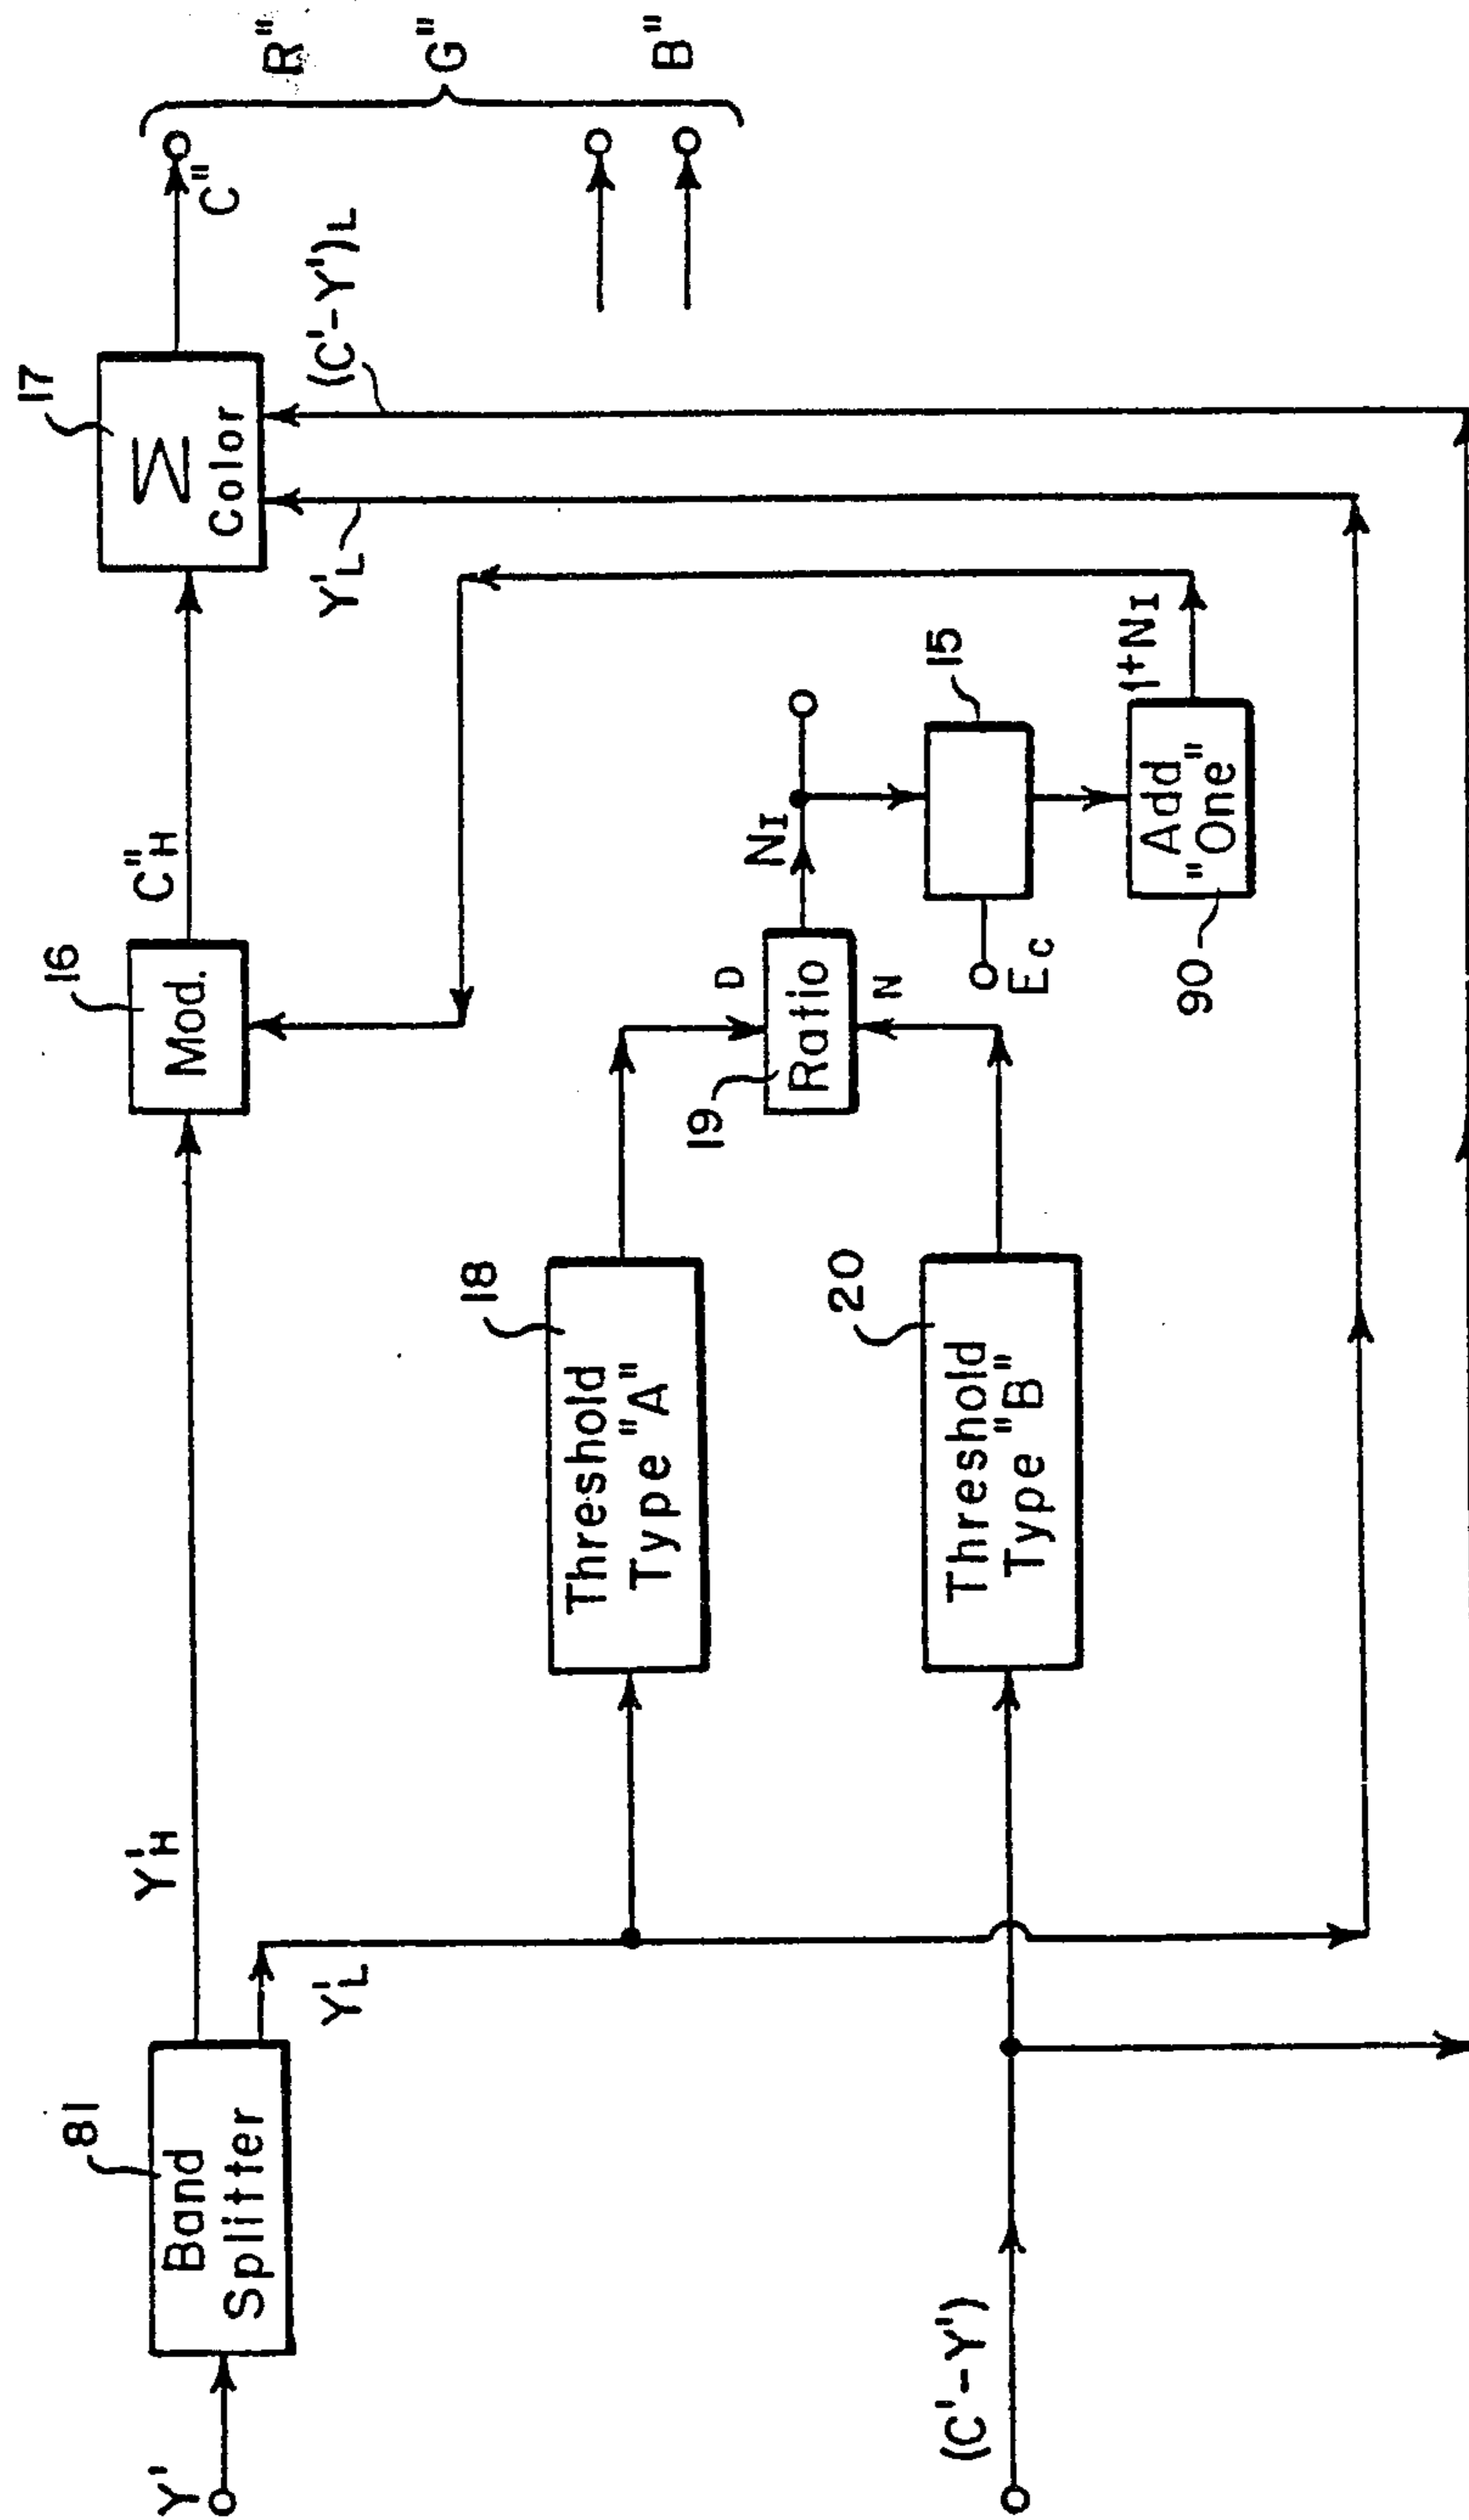 Y'
81
Band
Splitter
Y'H
Y'L
16
Mod.
C"H
17
Σ
Color
C"
R"
G"
B"
Y'L
(C'-Y')L
18
Threshold
Type "A"
D
19
Ratio
N
NI
15
Ec
1+NI
Add
"One"
90
20
Threshold
Type "B"
(C'-Y')